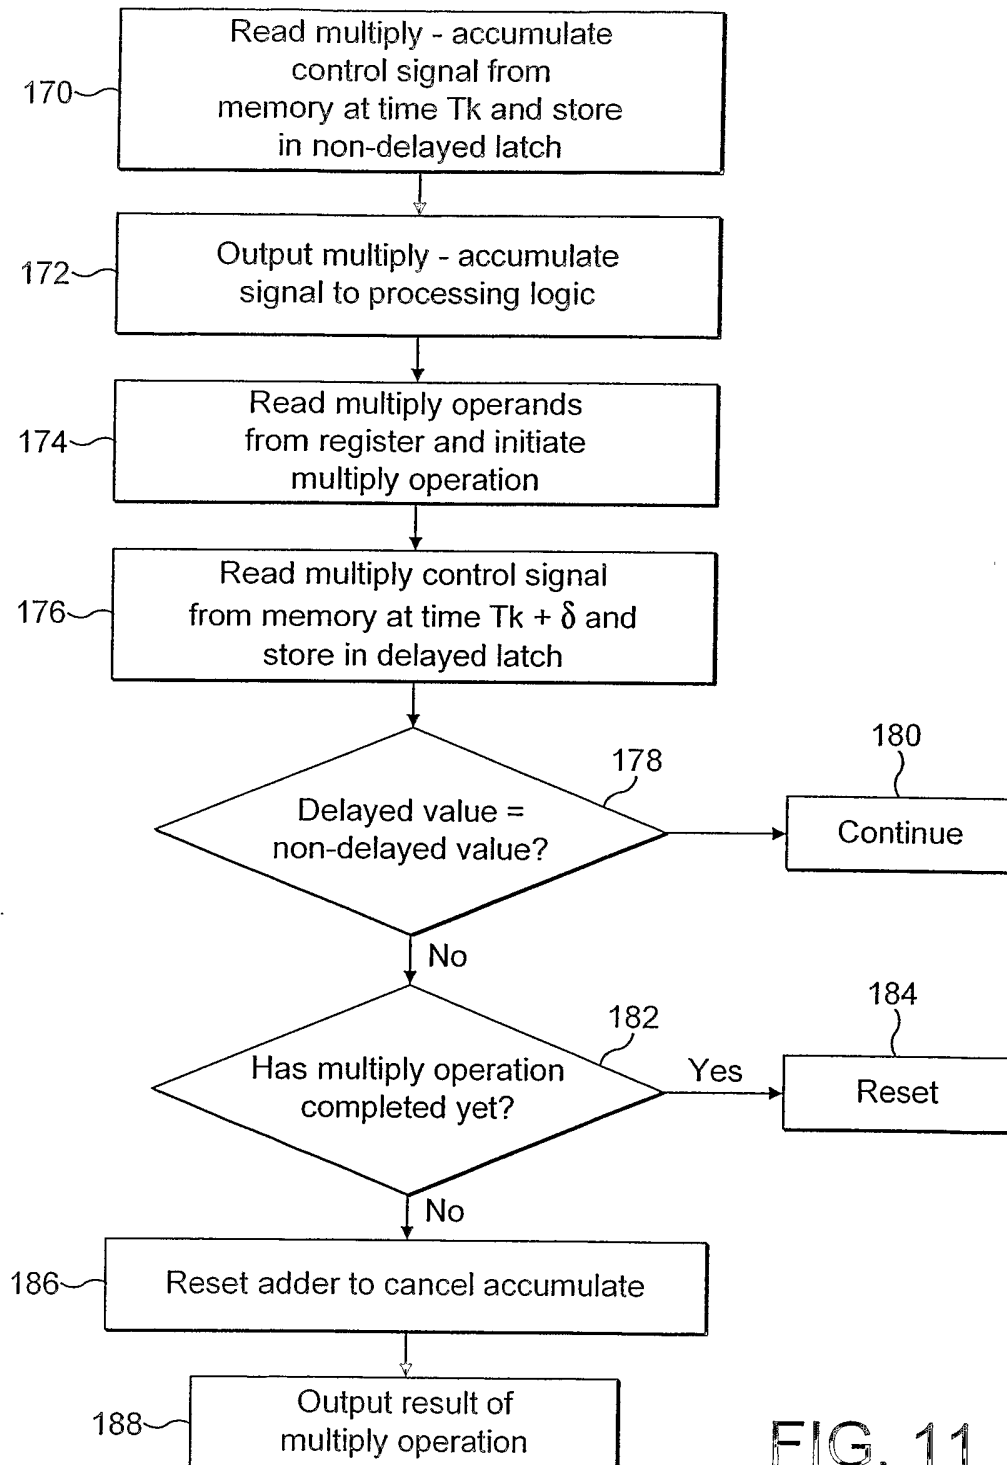 Read multiply - accumulate
control signal from
memory at time Tk and store
in non-delayed latch
170
Output multiply - accumulate
signal to processing logic
172
Read multiply operands
from register and initiate
multiply operation
174
Read multiply control signal
from memory at time Tk + δ and
store in delayed latch
176
178
Delayed value =
non-delayed value?
180
Continue
No
182
Has multiply operation
completed yet?
Yes
184
Reset
No
186
Reset adder to cancel accumulate
188
Output result of
multiply operation
FIG. 11